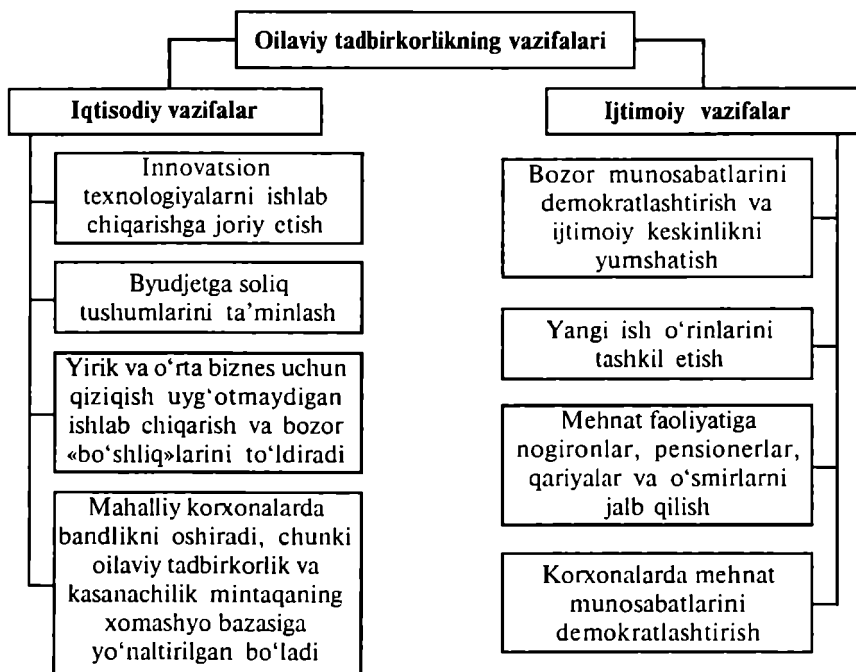 Oilaviy tadbirkorlikning vazifalari
Iqtisodiy vazifalar
Innovatsion
texnologiyalarni ishlab
chiqarishga joriy ctish
Byudjetga soliq
tushumlarini ta’minlash
Yirik va o‘rta biznes uchun
qiziqish uyg‘otmaydigan
ishlab chiqarish va bozor
«bo‘shliq»larini to‘ldiradi
Mahalliy korxonalarda
bandlikni oshiradi, chunki
oilaviy tadbirkorlik va
kasanachilik mintaqaning
xomashyo bazasiga
yo‘naltirilgan bo‘ladi
Ijtimoiy vazifalar
Bozor munosabatlarini
demokratlashtirish va
ijtimoiy keskinlikni
yumshatish
Yangi ish o‘rinlarini
tashkil etish
Mehnat faoliyatiga
nogironlar, pensionerlar,
qariyalar va o‘smirlarni
jalb qilish
Korxonalarda mehnat
munosabatlarini
demokratlashtirish